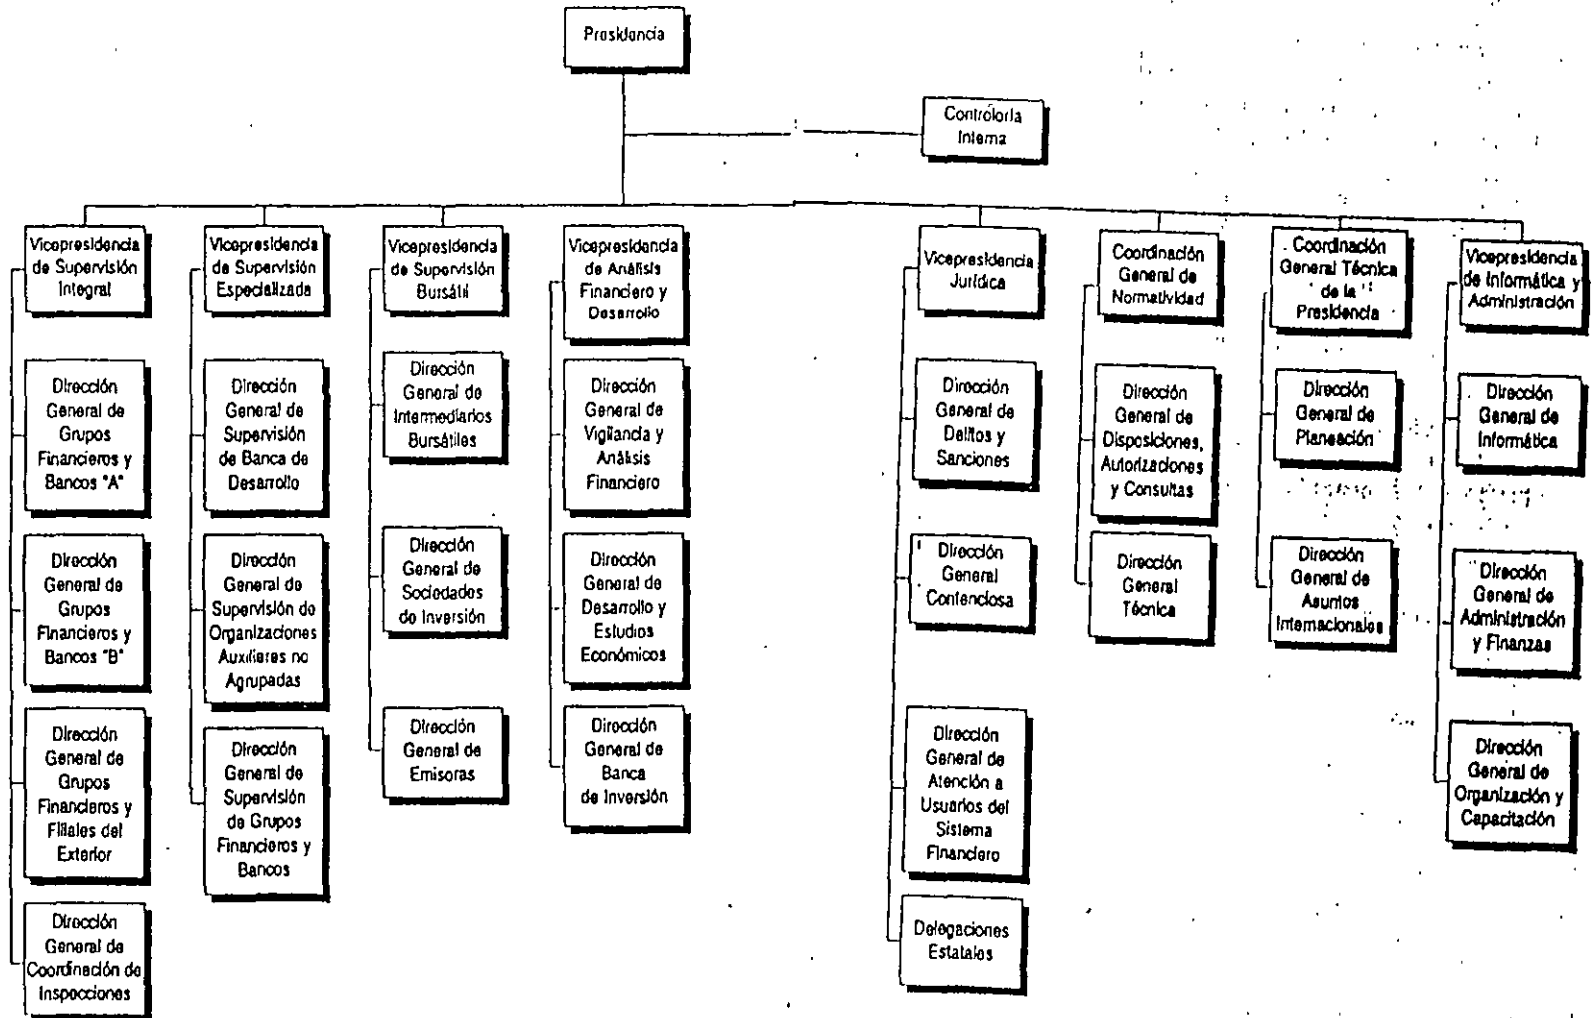 Presidencia
Contraloría
Interna
Vicepresidencia
de Supervisión
Integral
Dirección
General de
Grupos
Financieros y
Bancos "A"
Dirección
General de
Grupos
Financieros y
Bancos "B"
Dirección
General de
Grupos
Financieros y
Filiales del
Exterior
Dirección
General de
Coordinación de
Inspecciones
Vicepresidencia
de Supervisión
Especializada
Dirección
General de
Supervisión
de Banca de
Desarrollo
Dirección
General de
Supervisión de
Organizaciones
Auxiliares no
Agrupadas
Dirección
General de
Supervisión
de Grupos
Financieros y
Bancos
Vicepresidencia
de Supervisión
Bursátil
Dirección
General de
Intermediarios
Bursátiles
Dirección
General de
Sociedades
de Inversión
Dirección
General de
Emisoras
Vicepresidencia
de Análisis
Financiero y
Desarrollo
Dirección
General de
Vigilancia y
Análisis
Financiero
Dirección
General de
Desarrollo y
Estudios
Económicos
Dirección
General de
Banca
de Inversión
Vicepresidencia
Jurídica
Dirección
General de
Delitos y
Sanciones
Dirección
General
Contenciosa
Dirección
General de
Atención a
Usuarios del
Sistema
Financiero
Delegaciones
Estatales
Coordinación
General de
Normatividad
Dirección
General de
Disposiciones,
Autorizaciones
y Consultas
Dirección
General
Técnica
Coordinación
General Técnica
de la
Presidencia
Dirección
General de
Planeación
Dirección
General de
Asuntos
Internacionales
Vicepresidencia
de Informática y
Administración
Dirección
General de
Informática
Dirección
General de
Administración
y Finanzas
Dirección
General de
Organización y
Capacitación